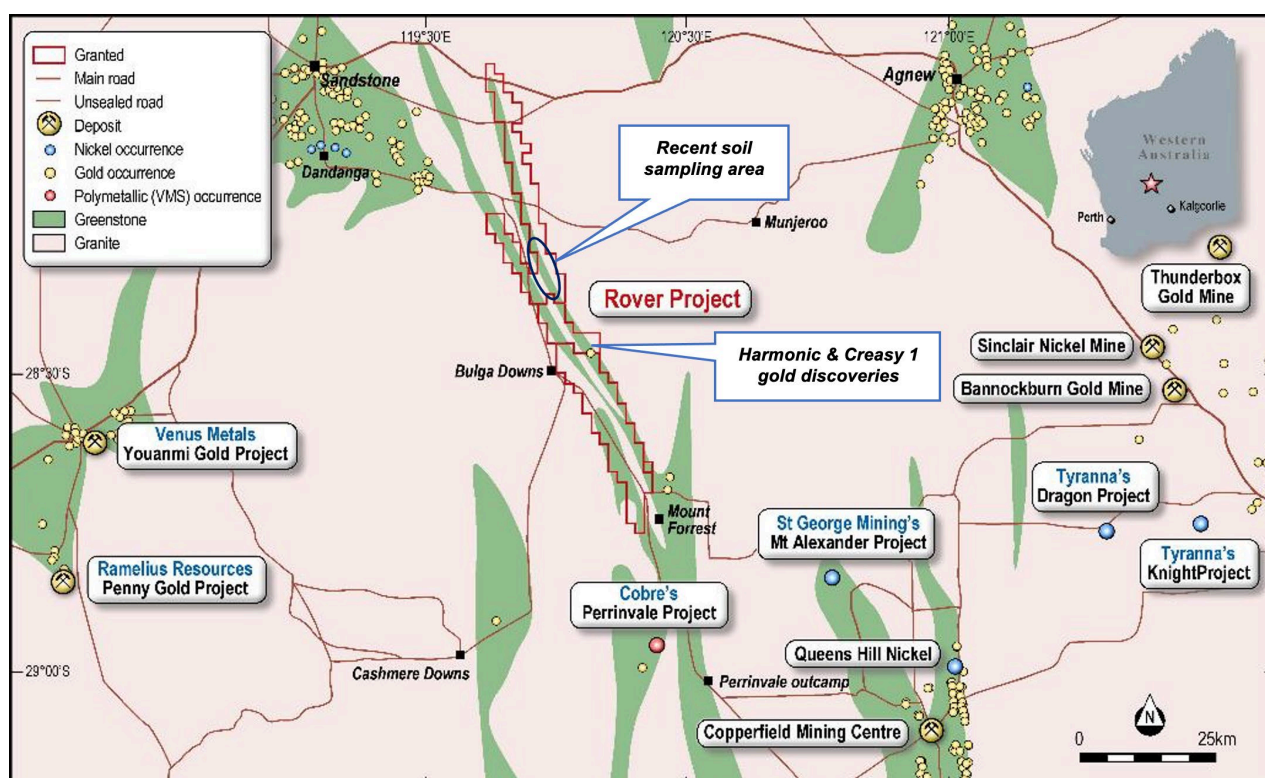 119°30'E
120°30'E
121°00'E
Granted
Main road
Unsealed road
Deposit
Nickel occurrence
Gold occurrence
Polymetallic (VMS) occurrence
Greenstone
Granite
Sandstone
Dandanga
Agnew
Western
Australia
Perth
Kalgoorlie
Recent soil
sampling area
Munjeroo
Thunderbox
Gold Mine
Rover Project
Sinclair Nickel Mine
Harmonic & Creasy 1
gold discoveries
Bulga Downs
28°30'S
Bannockburn Gold Mine
Venus Metals
Youanmi Gold Project
Tyranna's
Dragon Project
Mount
Forrest
St George Mining's
Mt Alexander Project
Tyranna's
KnightProject
Ramelius Resources
Penny Gold Project
Cobre's
Perrinvale Project
Queens Hill Nickel
29°00'S
Cashmere Downs
Perrinvale outcamp
Copperfield Mining Centre
N
0
25km